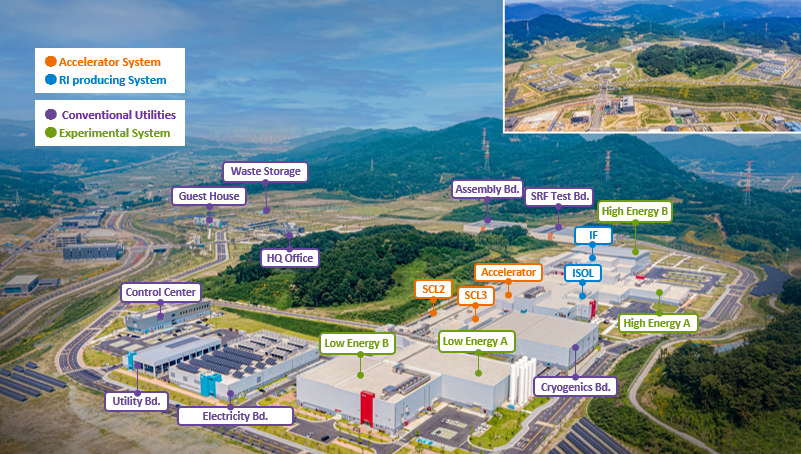 Accelerator System
RI producing System
Conventional Utilities
Experimental System
Waste Storage
Guest House
Assembly Bd.
SRF Test Bd.
High Energy B
IF
HQ Office
Accelerator
ISOL
Control Center
SCL2
SCL3
High Energy A
Low Energy B
Low Energy A
Cryogenics Bd.
Utility Bd.
Electricity Bd.